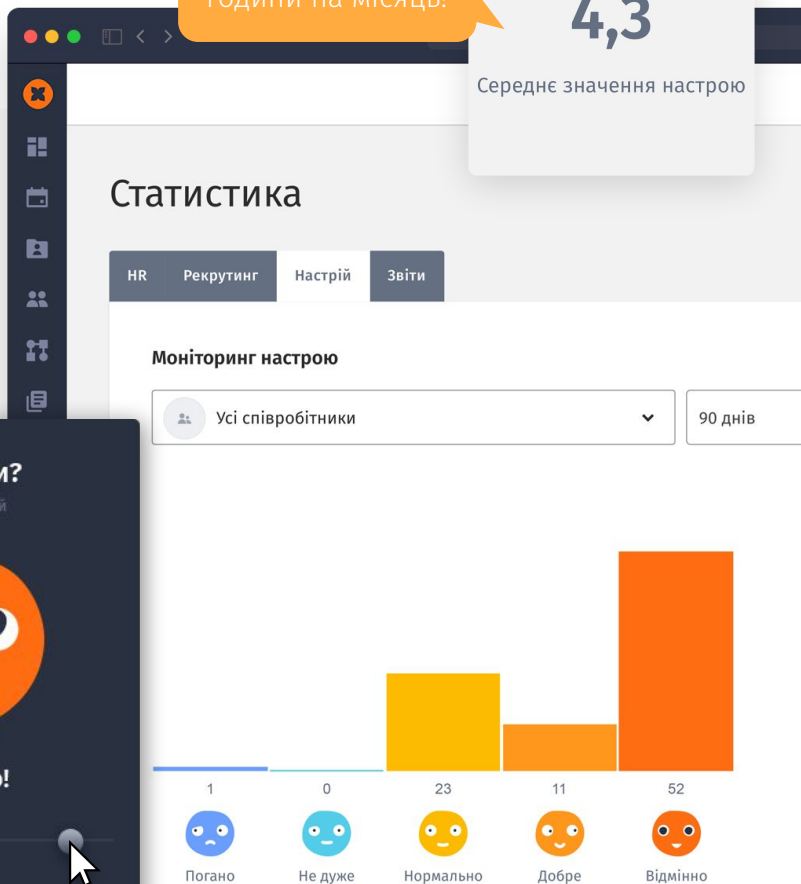 години на місяць!
4,3
Середнє значення настрою
Статистика
HR Рекрутинг Настрій Звіти
Моніторинг настрою
Усі співробітники
90 днів
1 0 23 11 52
Погано Не дуже Нормально Добре Відмінно